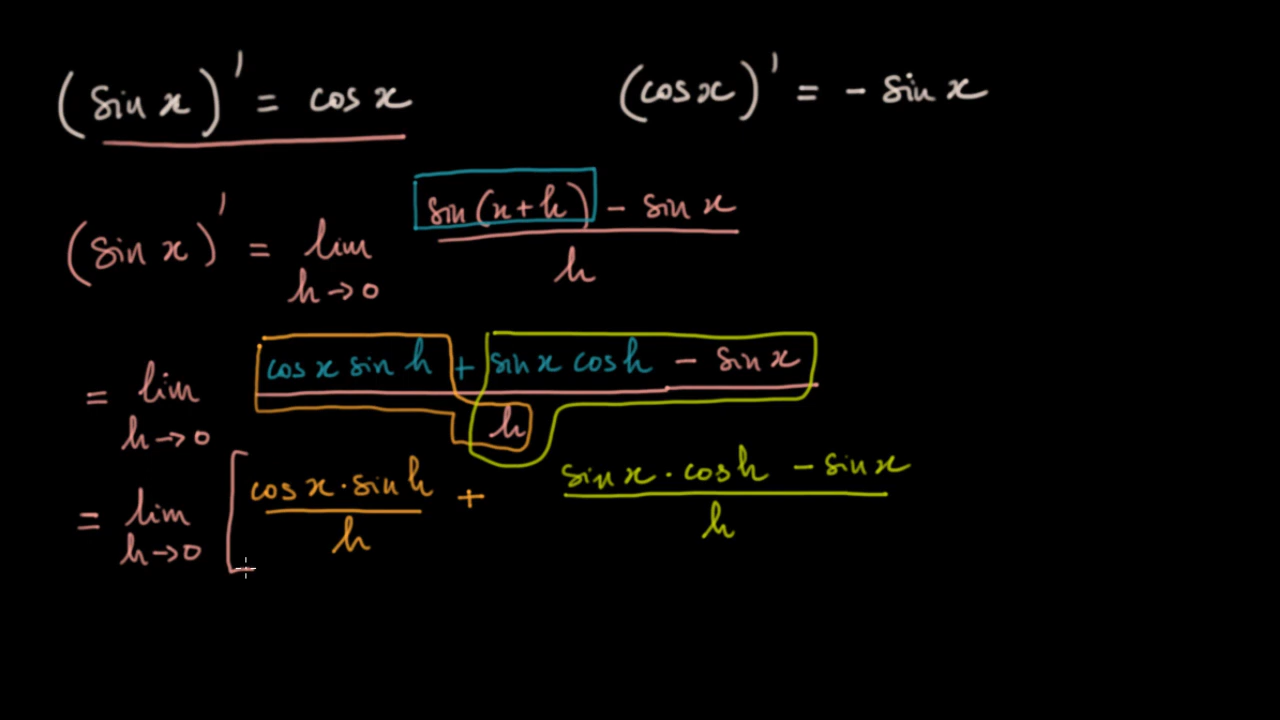 (sin x)' = cos x (cos x)' = - sin x
(sin x)' = lim h→0 sin(x+h) - sin x / h
= lim h→0 cos x sin h + sin x cos h - sin x / h
= lim h→0 [ cos x · sin h / h + sin x · cos h - sin x / h